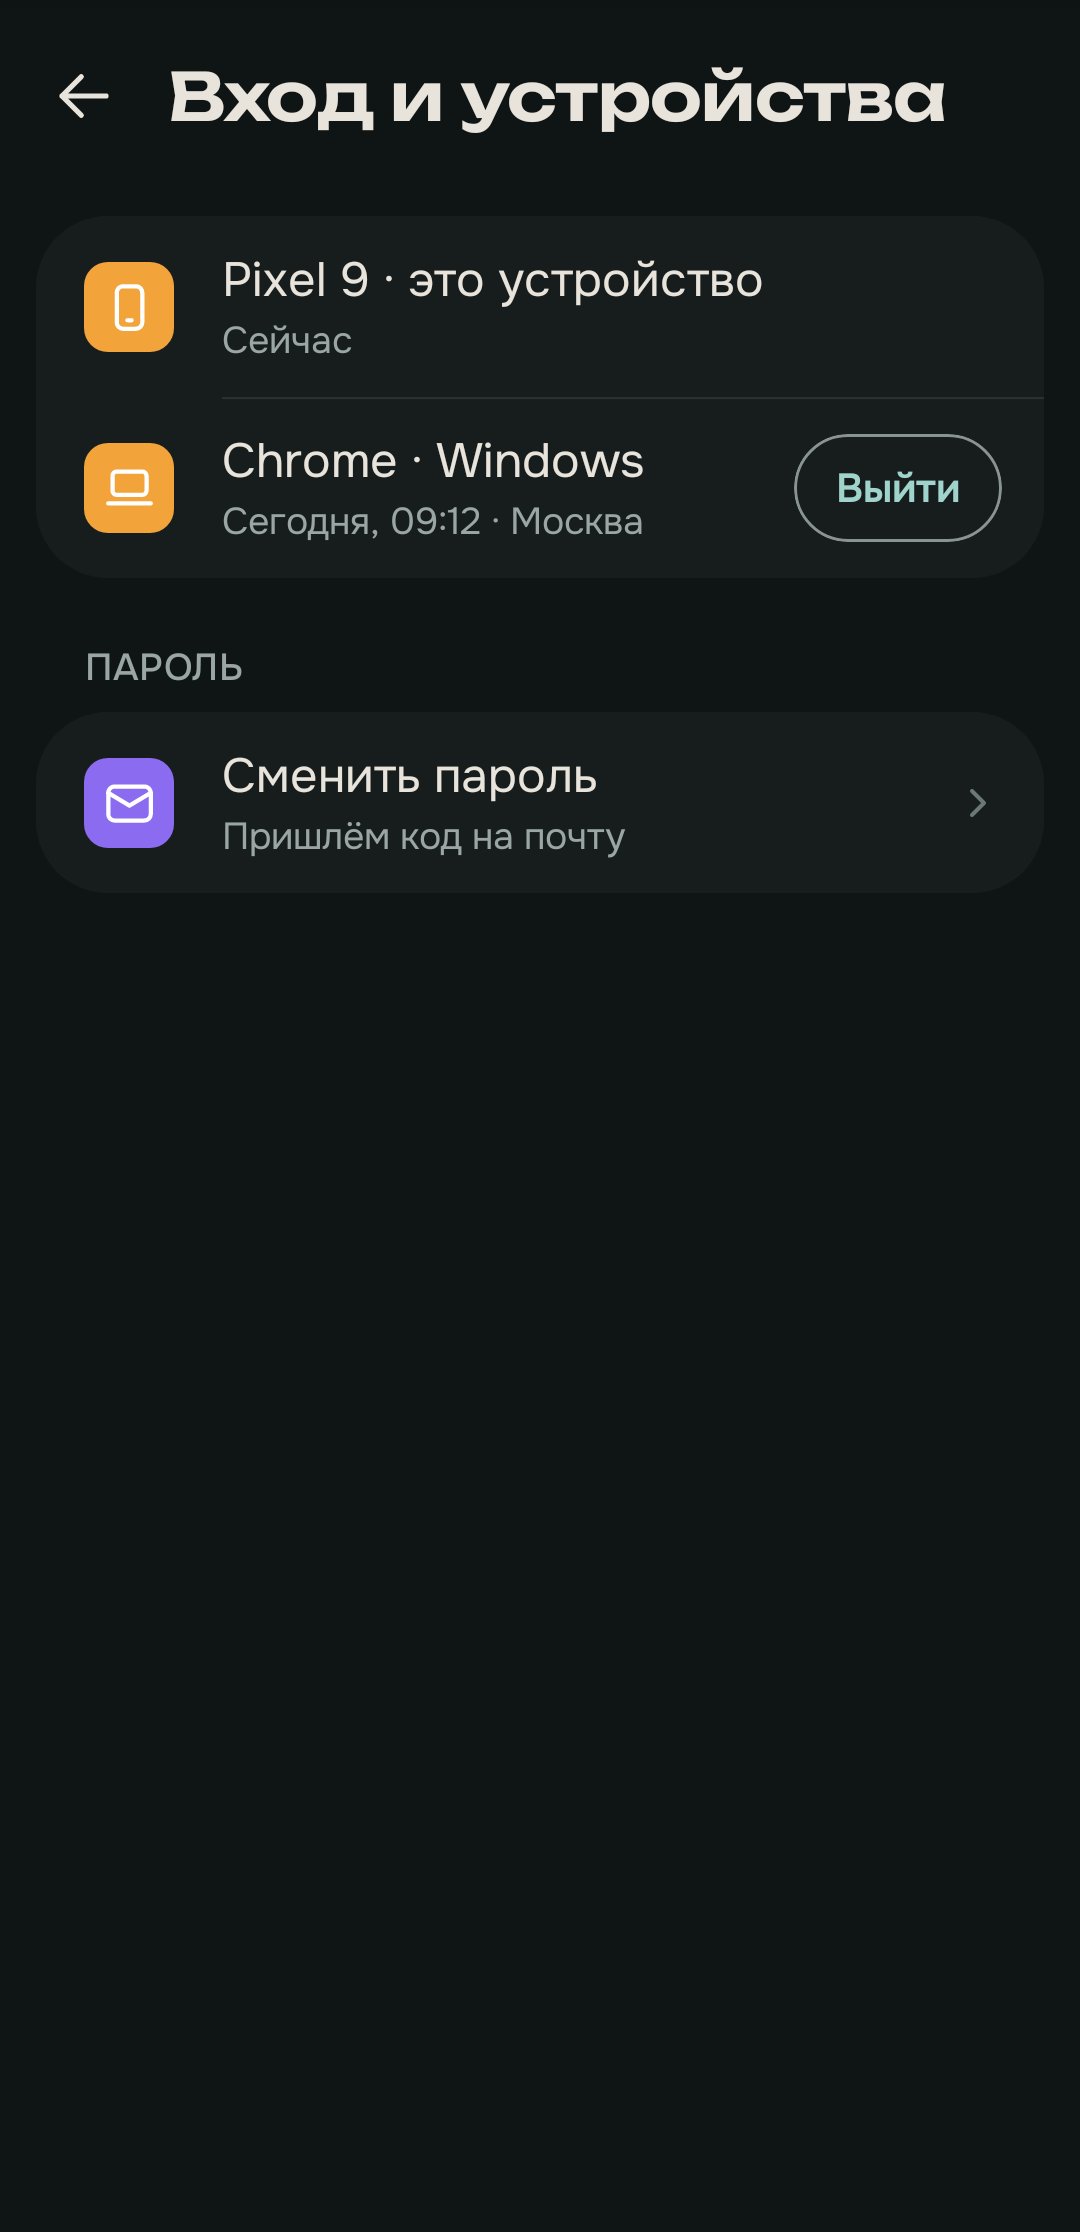 Вход и устройства
Pixel 9 · это устройство
Сейчас
Chrome · Windows
Сегодня, 09:12 · Москва
Выйти
ПАРОЛЬ
Сменить пароль
Пришлём код на почту